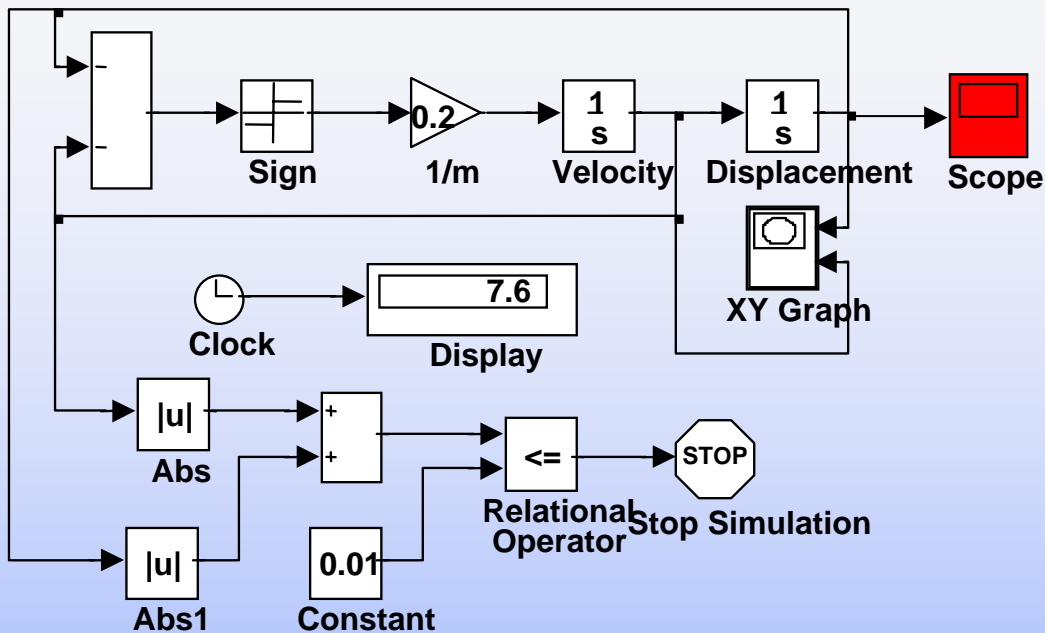 −
−
Sign
0.2
1/m
1
s
Velocity
1
s
Displacement
Scope
XY Graph
Clock
7.6
Display
|u|
Abs
+
+
<=
Relational
Operator
STOP
Stop Simulation
|u|
Abs1
0.01
Constant